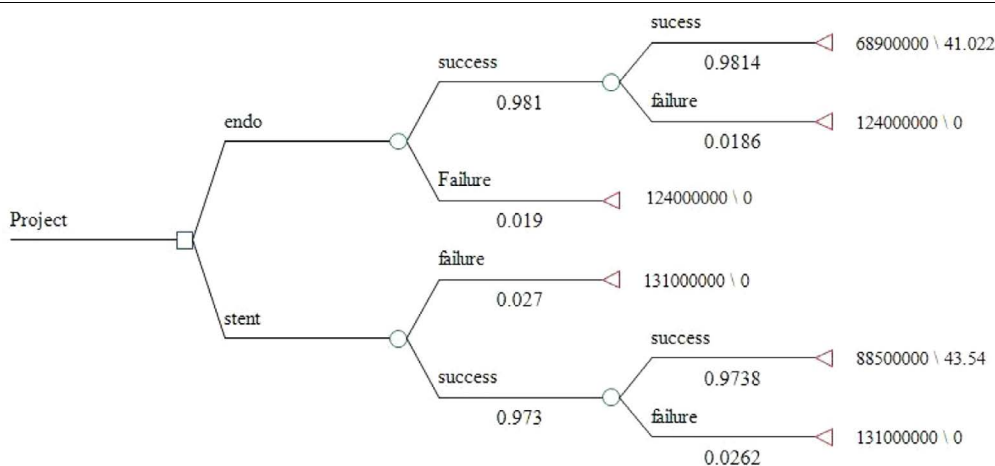 sucess
68900000 \ 41.022
0.9814
success
0.981
failure
124000000 \ 0
0.0186
endo
Failure
124000000 \ 0
0.019
Project
failure
131000000 \ 0
0.027
stent
success
88500000 \ 43.54
0.9738
success
0.973
failure
131000000 \ 0
0.0262